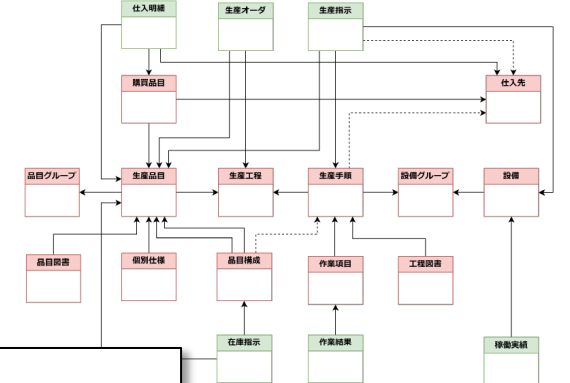 仕入明細
生産オーダ
生産指示
購買品目
仕入先
品目グループ
生産品目
生産工程
生産手順
設備グループ
設備
品目図書
個別仕様
品目構成
作業項目
工程図書
在庫指示
作業結果
稼働実績